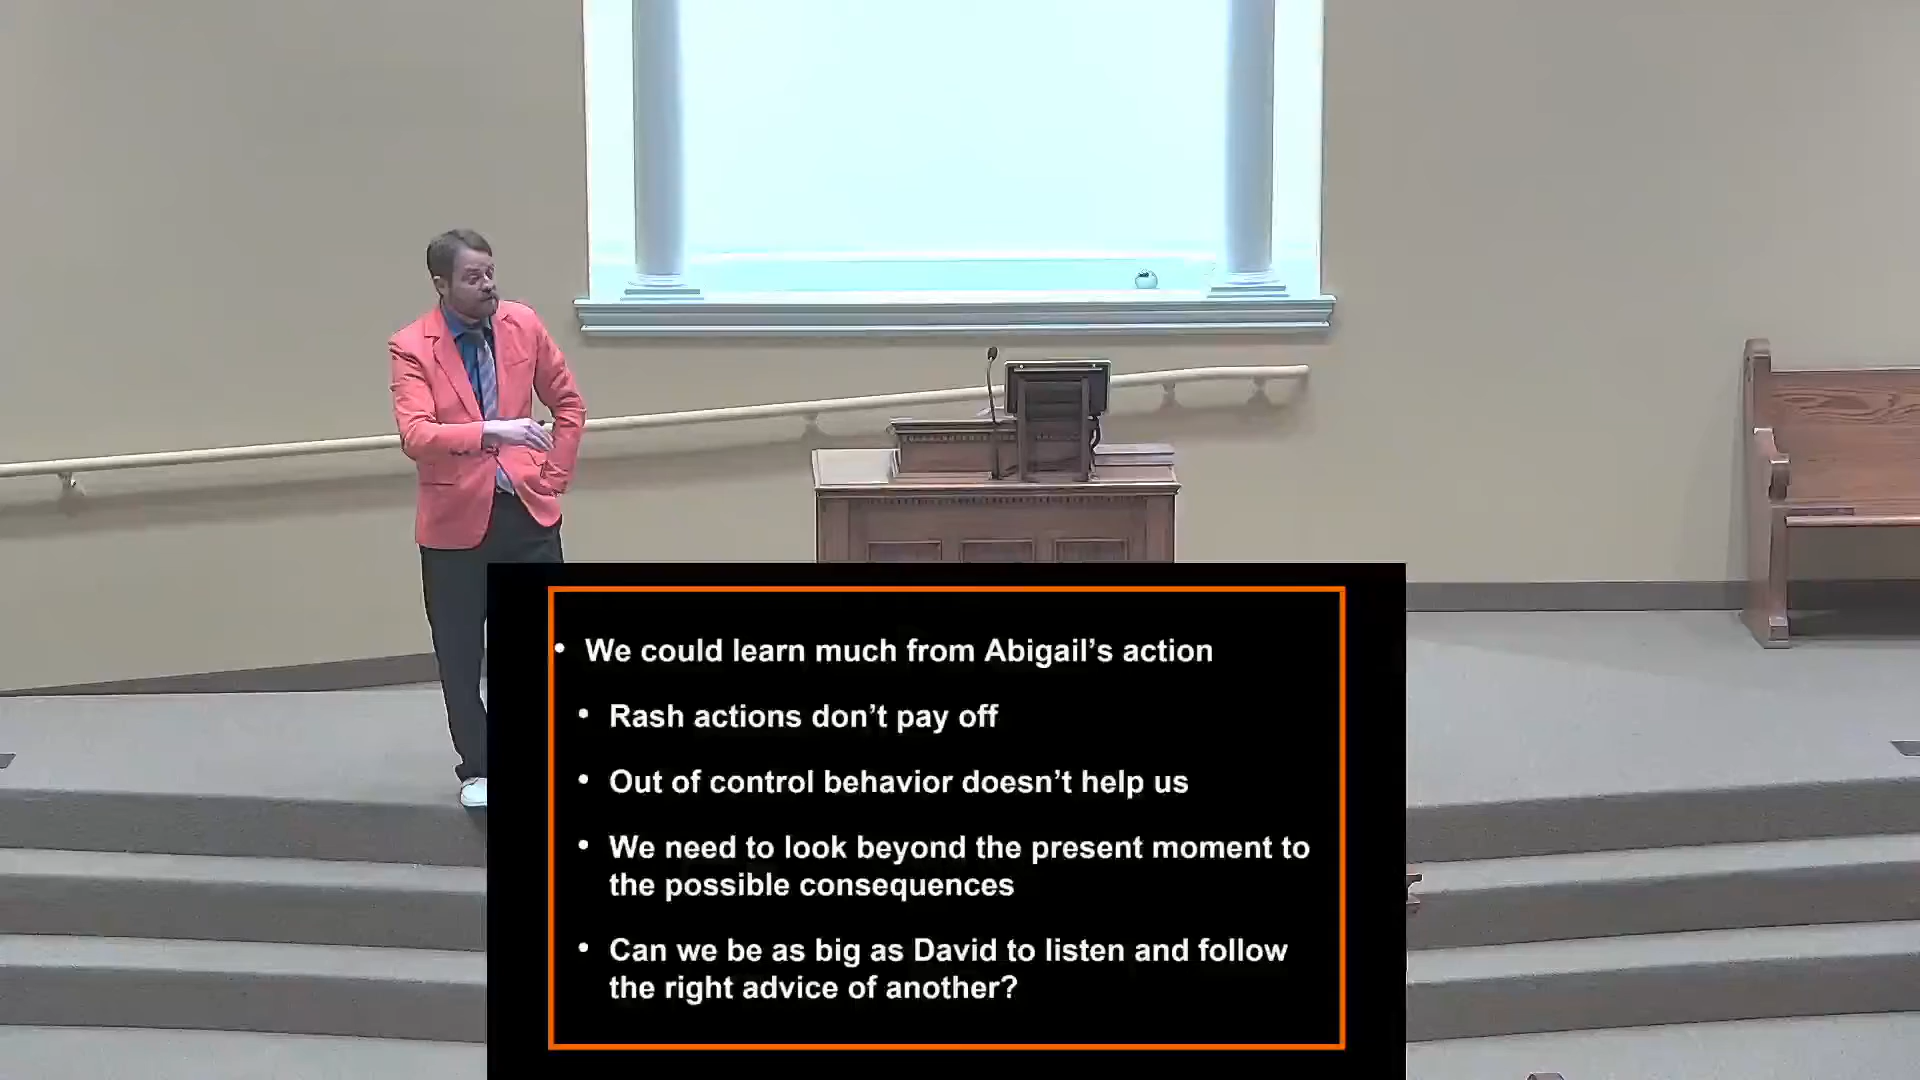 • We could learn much from Abigail’s action
• Rash actions don’t pay off
• Out of control behavior doesn’t help us
• We need to look beyond the present moment to
the possible consequences
• Can we be as big as David to listen and follow
the right advice of another?